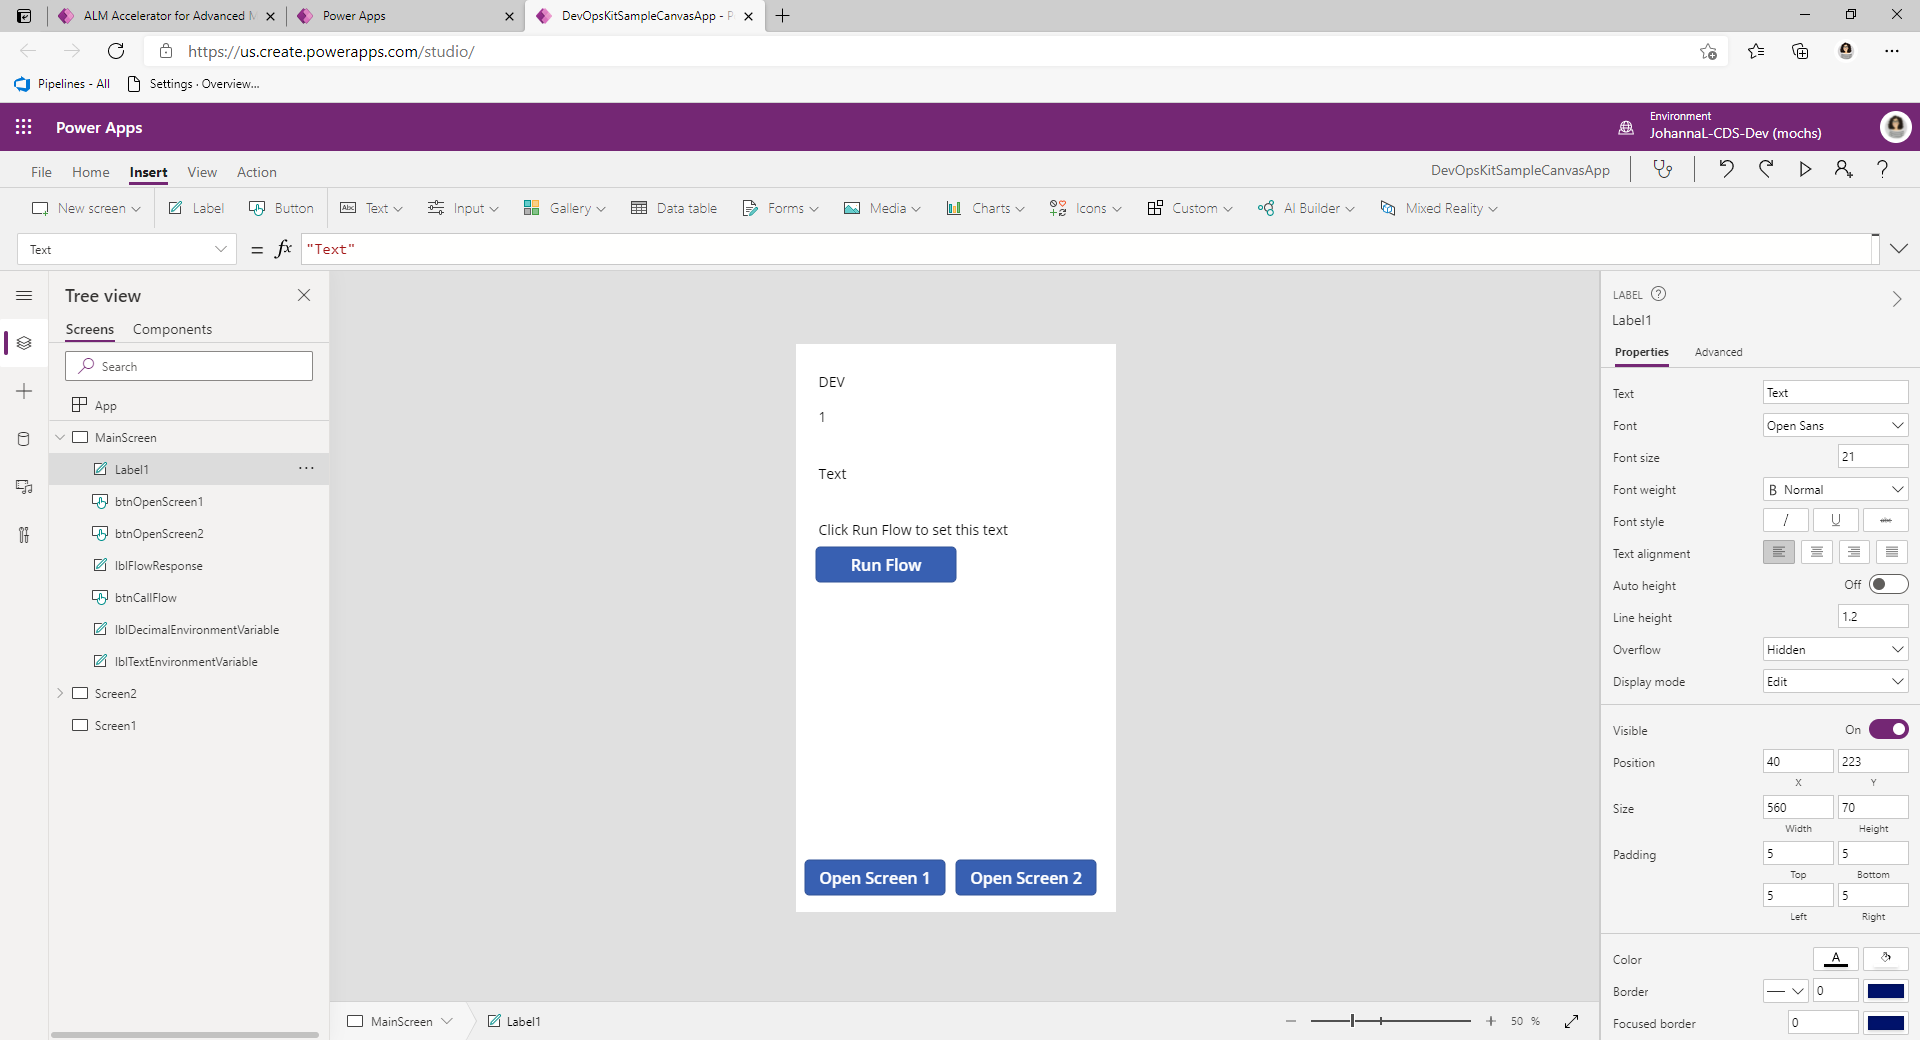 ALM Accelerator for Advanced M
Power Apps
DevOpsKitSampleCanvasApp - P
https://us.create.powerapps.com/studio/
Pipelines - All
Settings · Overview...
Power Apps
Environment
JohannaL-CDS-Dev (mochs)
File Home Insert View Action
DevOpsKitSampleCanvasApp
New screen Label Button Text Input Gallery Data table Forms Media Charts Icons Custom AI Builder Mixed Reality
Text = fx "Text"
Tree view
Screens Components
Search
App
MainScreen
Label1 ...
btnOpenScreen1
btnOpenScreen2
lblFlowResponse
btnCallFlow
lblDecimalEnvironmentVariable
lblTextEnvironmentVariable
Screen2
Screen1
DEV
1
Text
Click Run Flow to set this text
Run Flow
Open Screen 1 Open Screen 2
MainScreen Label1
50 %
LABEL ?
Label1
Properties Advanced
Text Text
Font Open Sans
Font size 21
Font weight B Normal
Font style / U abc
Text alignment
Auto height Off
Line height 1.2
Overflow Hidden
Display mode Edit
Visible On
Position 40 223
X Y
Size 560 70
Width Height
Padding 5 5
Top Bottom
5 5
Left Right
Color A
Border 0
Focused border 0